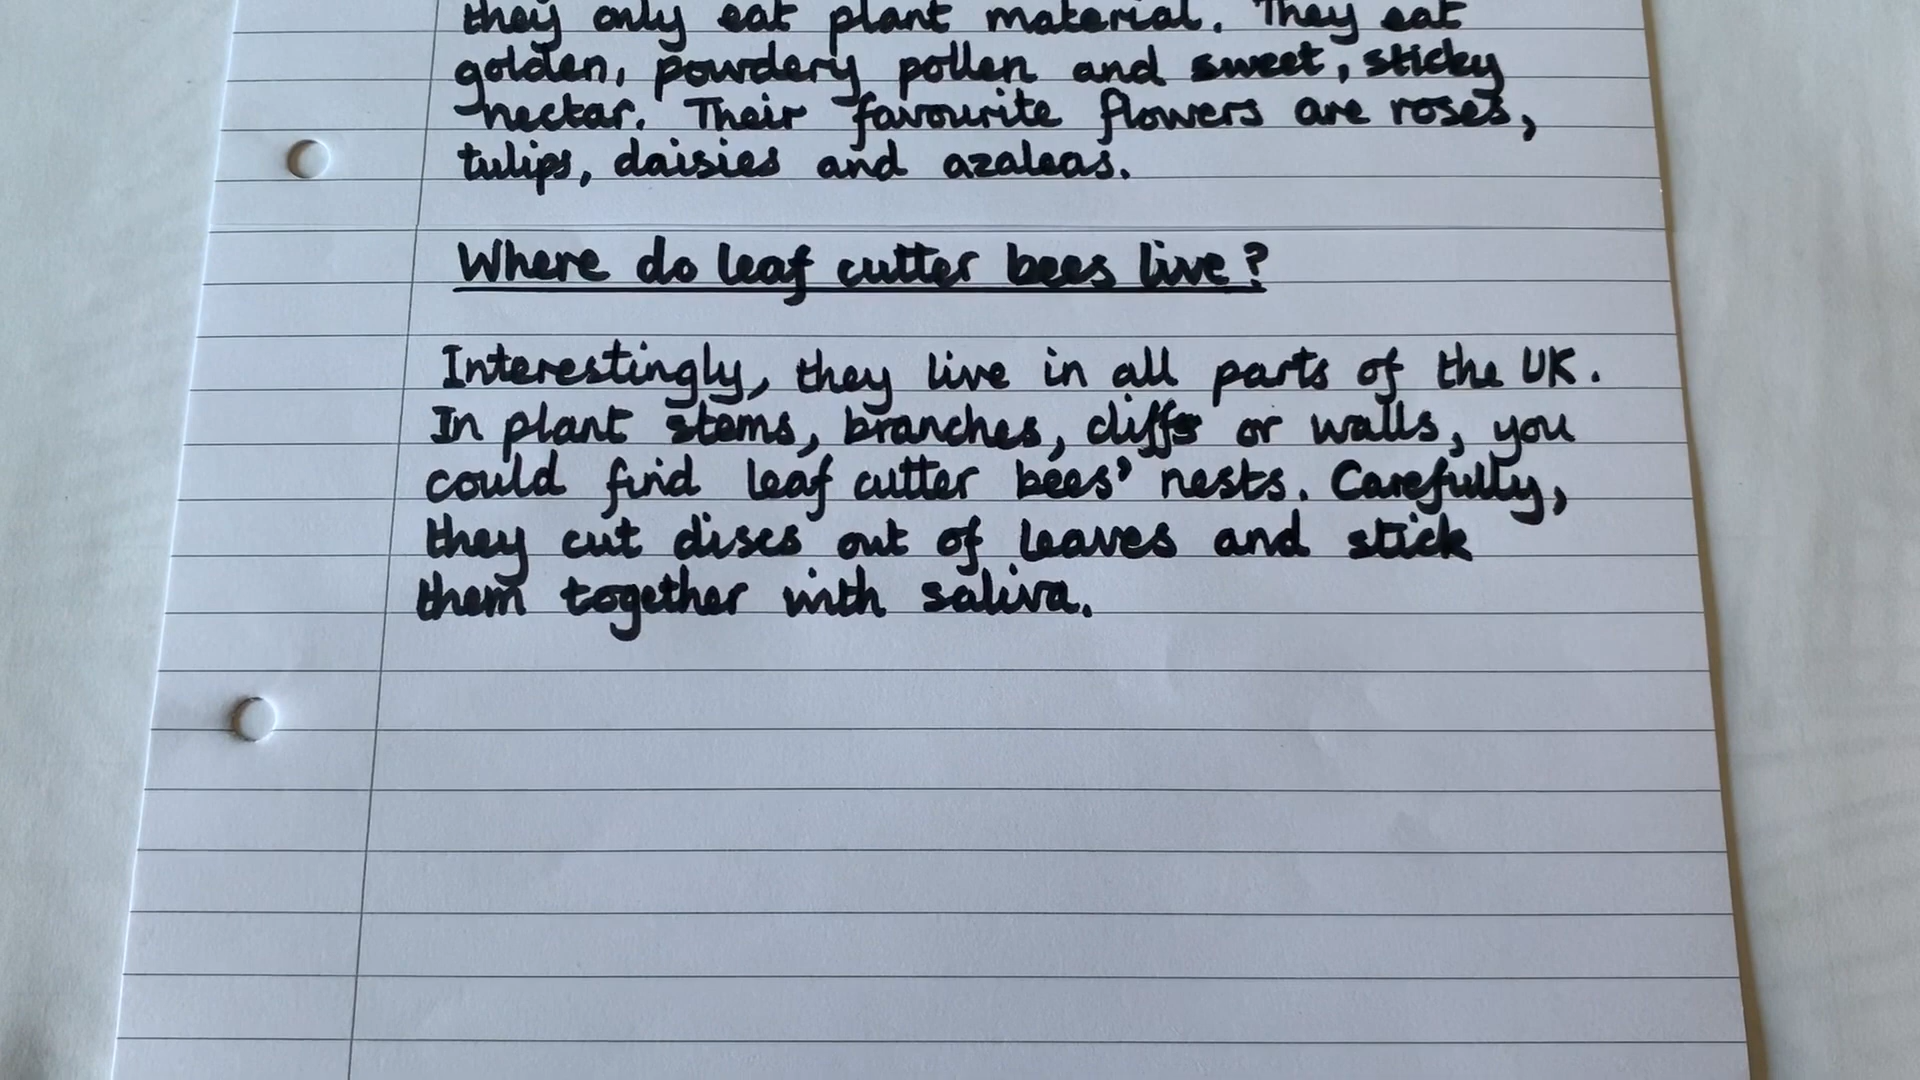 they only eat plant material. They eat
golden, powdery pollen and sweet, sticky
nectar. Their favourite flowers are roses,
tulips, daisies and azaleas.
Where do leaf cutter bees live?
Interestingly, they live in all parts of the UK.
In plant stems, branches, cliffs or walls, you
could find leaf cutter bees' nests. Carefully,
they cut discs out of leaves and stick
them together with saliva.